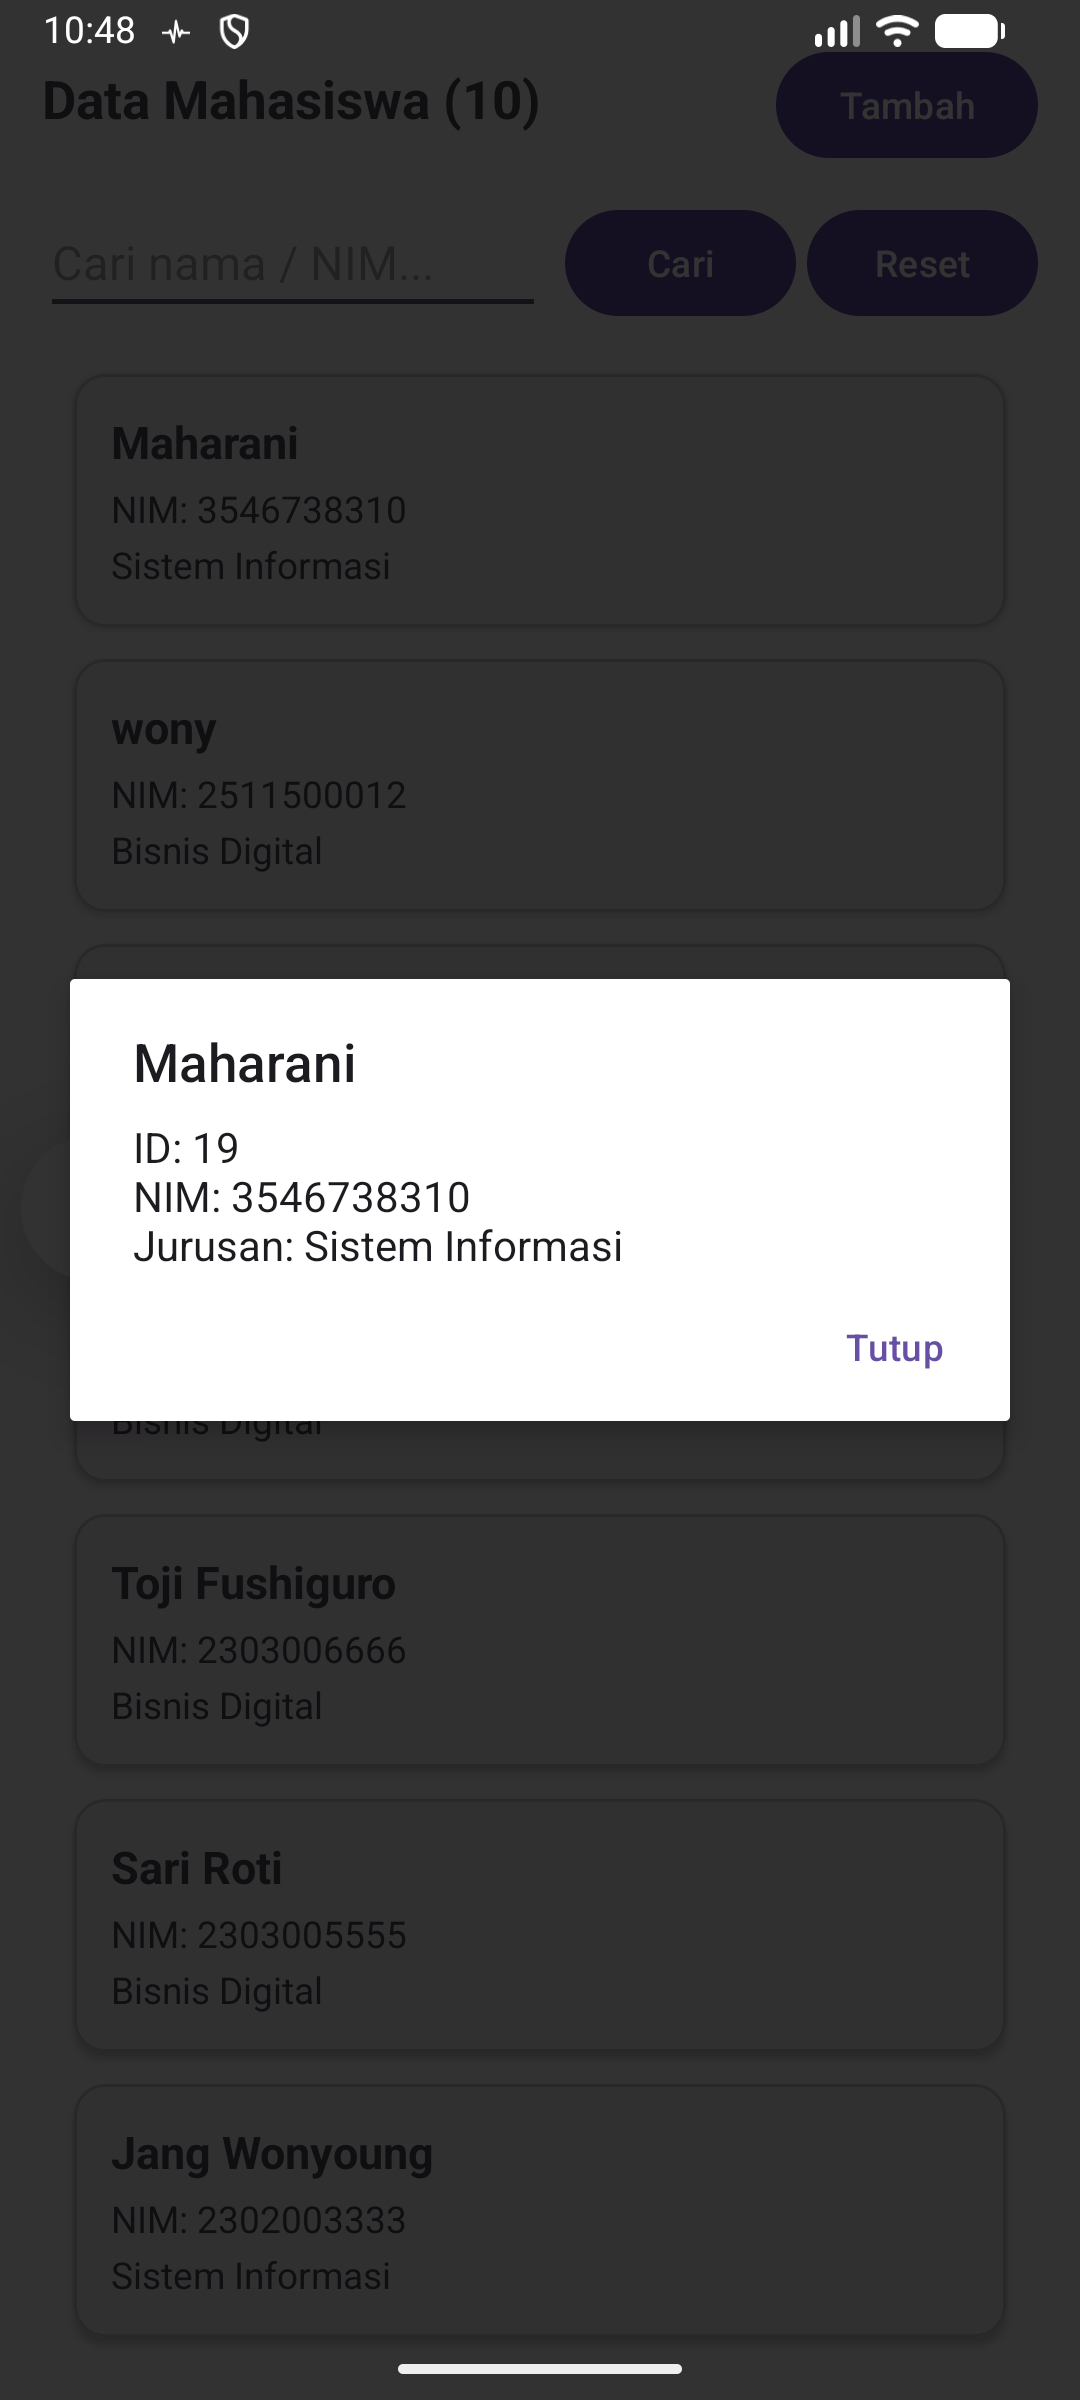 10:48
Data Mahasiswa (10)
Tambah
Cari nama / NIM...
Cari
Reset
Maharani
NIM: 3546738310
Sistem Informasi
wony
NIM: 2511500012
Bisnis Digital
Maharani
ID: 19
NIM: 3546738310
Jurusan: Sistem Informasi
Tutup
Bisnis Digital
Toji Fushiguro
NIM: 2303006666
Bisnis Digital
Sari Roti
NIM: 2303005555
Bisnis Digital
Jang Wonyoung
NIM: 2302003333
Sistem Informasi